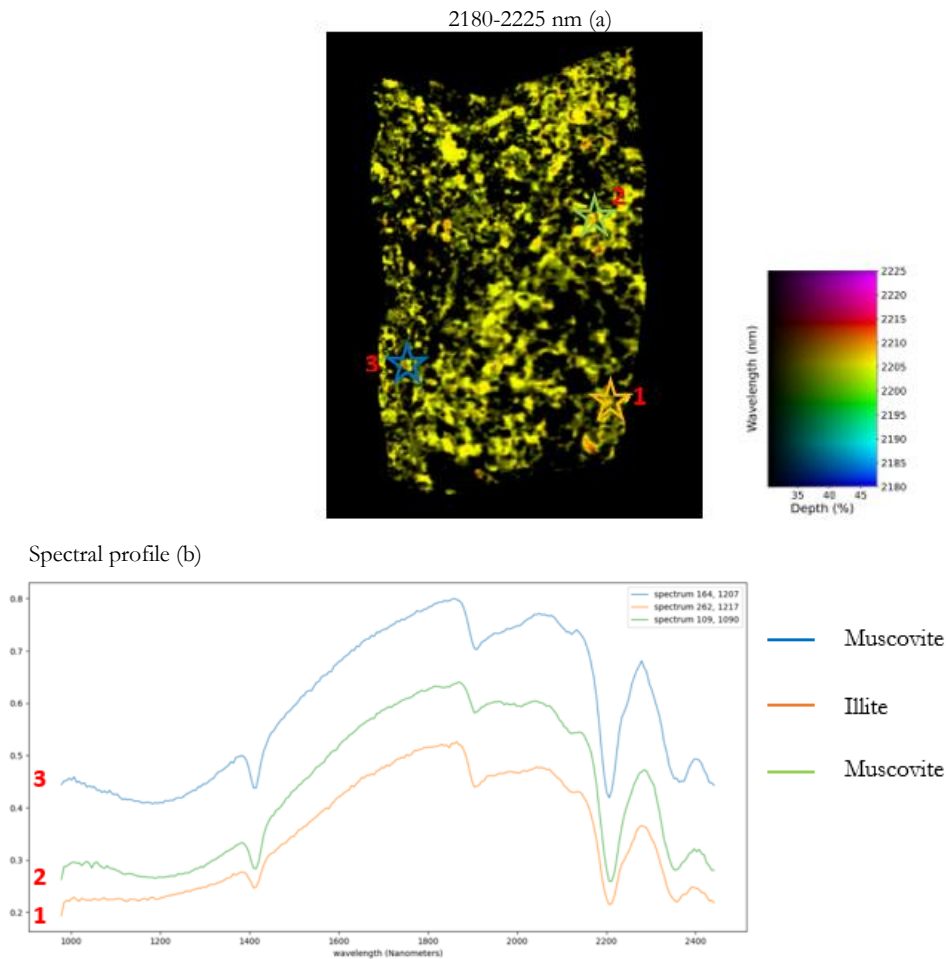 2180-2225 nm (a)
2
3
1
2225
2220
2215
2210
2205
2200
2195
2190
2185
2180
Wavelength (nm)
35 40 45
Depth (%)
Spectral profile (b)
0.8
0.7
0.6
0.5
0.4
0.3
0.2
3
2
1
spectrum 164, 1207
spectrum 262, 1217
spectrum 109, 1090
1000 1200 1400 1600 1800 2000 2200 2400
wavelength (Nanometers)
Muscovite
Illite
Muscovite